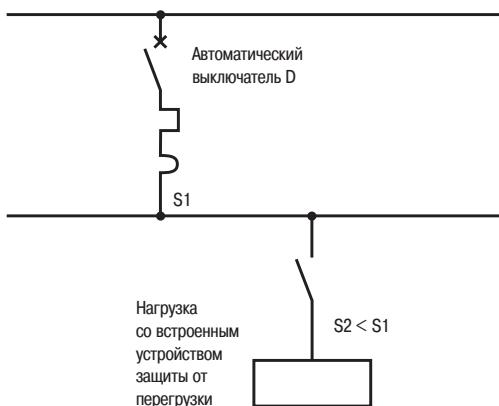 Автоматический
выключатель D
S1
Нагрузка
со встроенным
устройством
защиты от
перегрузки
S2 < S1